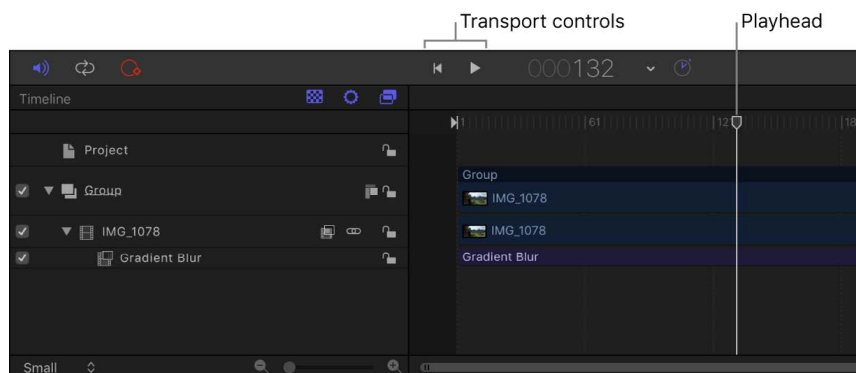 Transport controls
Playhead
000132
Timeline
1
61
12
18
Project
Group
Group
IMG_1078
IMG_1078
IMG_1078
Gradient Blur
Gradient Blur
Small